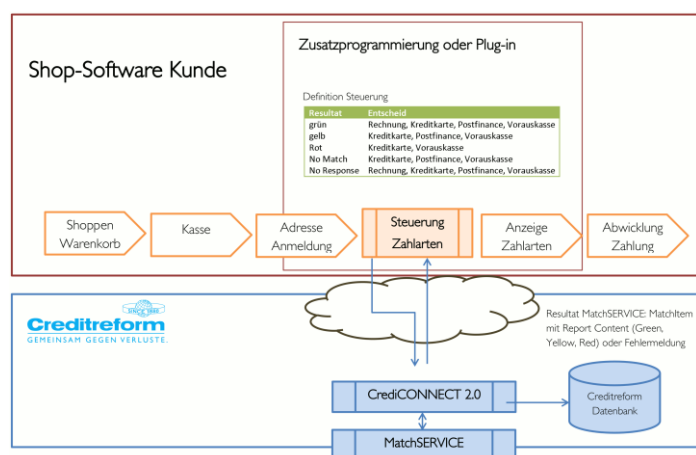 Zusatzprogrammierung oder Plug-in
Shop-Software Kunde
Definition Steuerung
Resultat Entscheid
grün Rechnung, Kreditkarte, Postfinance, Vorauskasse
gelb Kreditkarte, Postfinance, Vorauskasse
Rot Kreditkarte, Vorauskasse
No Match Kreditkarte, Postfinance, Vorauskasse
No Response Rechnung, Kreditkarte, Postfinance, Vorauskasse
Shoppen
Warenkorb
Kasse
Adresse
Anmeldung
Steuerung
Zahlarten
Anzeige
Zahlarten
Abwicklung
Zahlung
SINCE 1880
Creditreform
GEMEINSAM GEGEN VERLUSTE.
Resultat MatchSERVICE: MatchItem
mit Report Content (Green,
Yellow, Red) oder Fehlermeldung
CrediCONNECT 2.0
Creditreform
Datenbank
MatchSERVICE